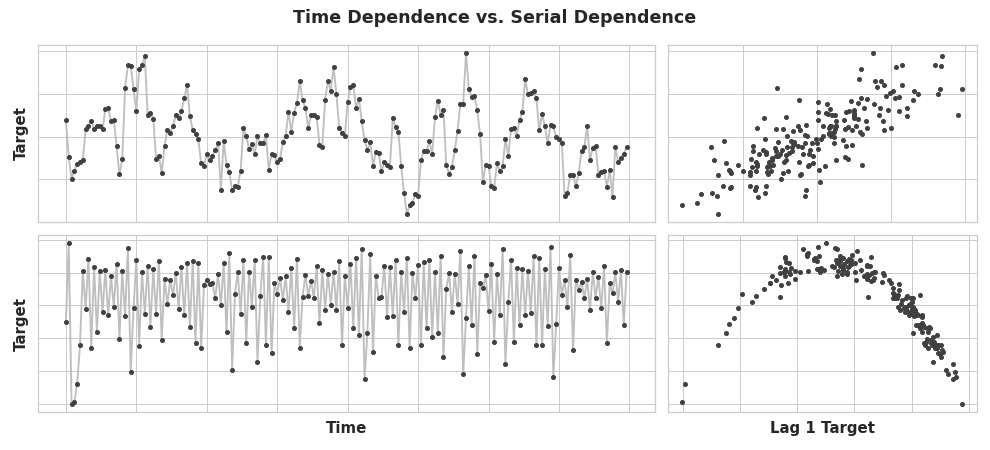 Time Dependence vs. Serial Dependence
Target
Target
Time
Lag 1 Target